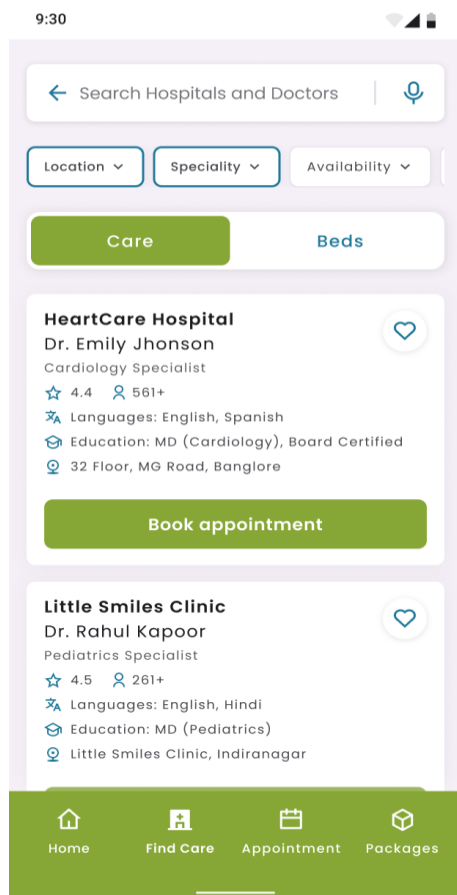 9:30
Search Hospitals and Doctors
Location
Speciality
Availability
Care
Beds
HeartCare Hospital
Dr. Emily Jhonson
Cardiology Specialist
4.4 561+
Languages: English, Spanish
Education: MD (Cardiology), Board Certified
32 Floor, MG Road, Banglore
Book appointment
Little Smiles Clinic
Dr. Rahul Kapoor
Pediatrics Specialist
4.5 261+
Languages: English, Hindi
Education: MD (Pediatrics)
Little Smiles Clinic, Indiranagar
Home
Find Care
Appointment
Packages